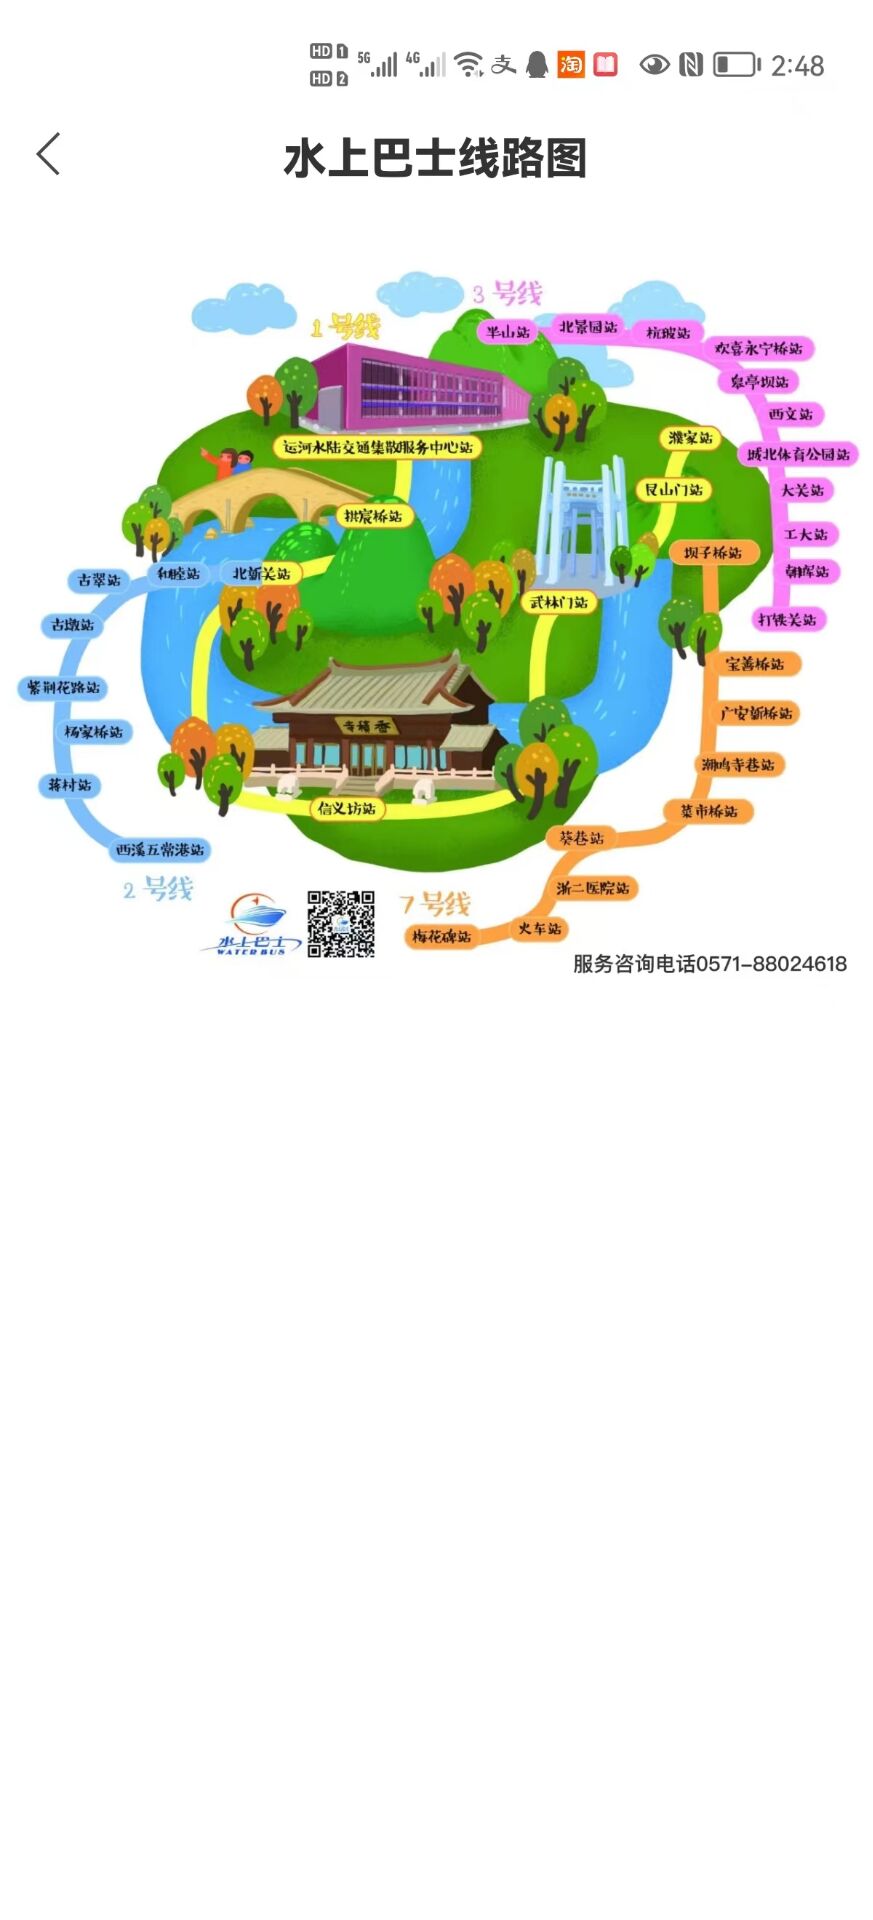 HD 1 5G 4G 支 淘 2:48
HD 2
水上巴士线路图
3号线
1号线
半山站
北景园站
杭玻站
欢喜永宁桥站
皋亭坝站
西文站
城北体育公园站
大关站
工大站
朝晖站
打铁关站
运河水陆交通集散服务中心站
拱宸桥站
北新关站
信义坊站
武林门站
艮山门站
濮家站
和睦站
古翠站
古墩站
紫荆花路站
杨家桥站
蒋村站
西溪五常港站
2号线
坝子桥站
宝善桥站
广安新桥站
潮鸣寺巷站
菜市桥站
葵巷站
浙二医院站
火车站
梅花碑站
7号线
寺積香
水上巴士
WATER BUS
服务咨询电话0571-88024618